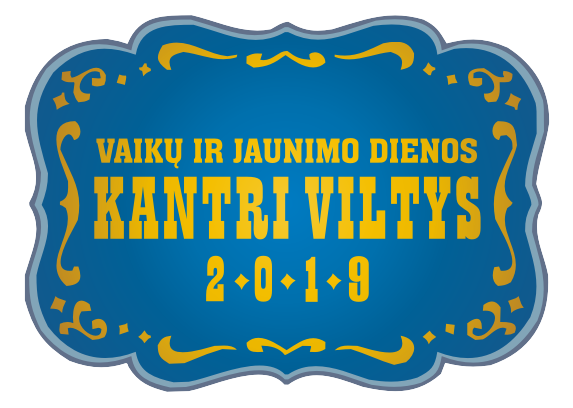 VAIKŲ IR JAUNIMO DIENOS
KANTRI VILTYS
2•0•1•9